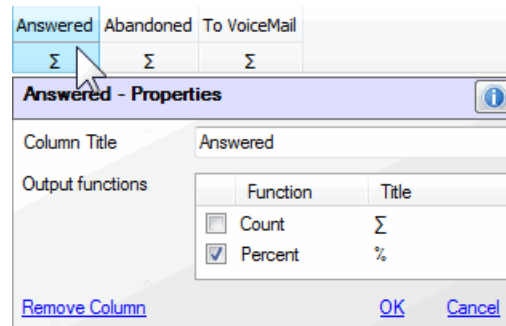 Answered Abandoned To VoiceMail
Σ Σ Σ
Answered - Properties
Column Title Answered
Output functions Function Title
Count Σ
Percent %
Remove Column OK Cancel